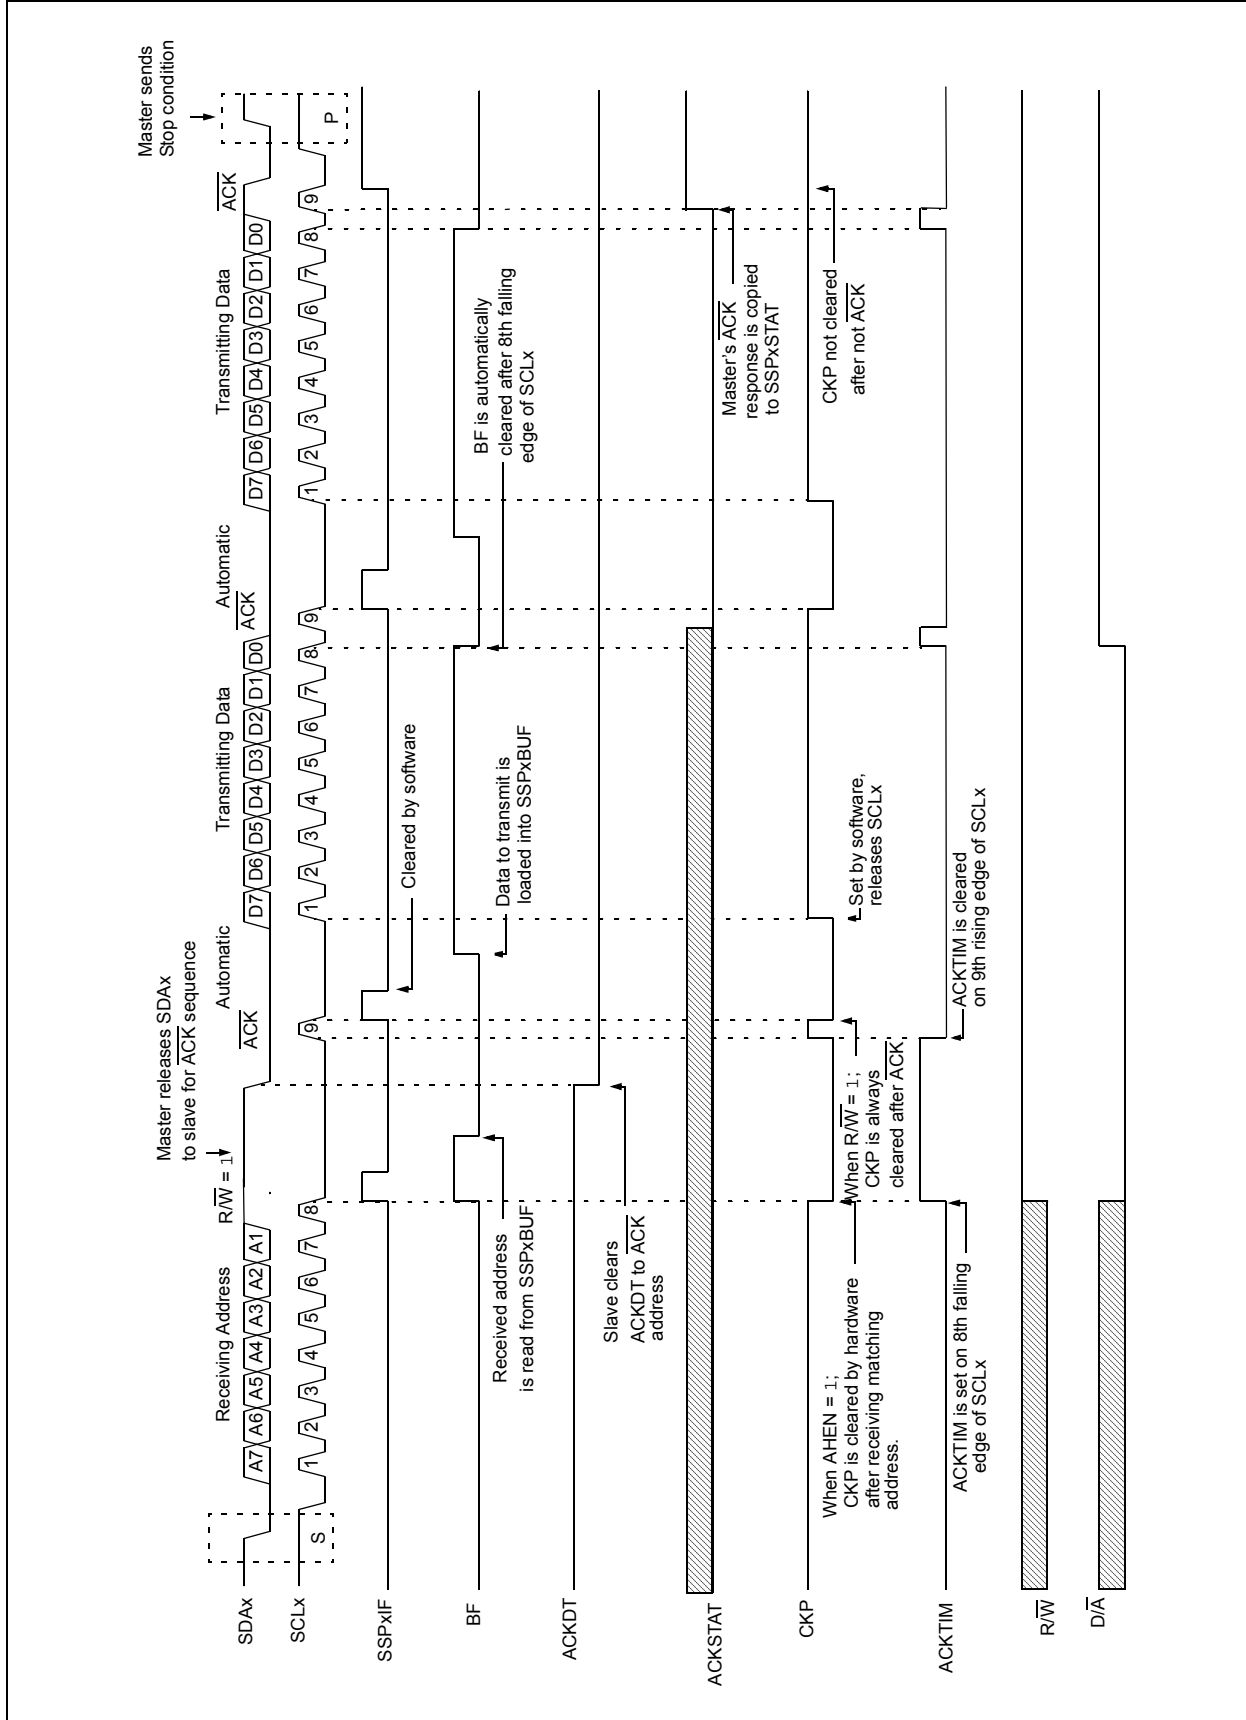 Master releases SDAx
to slave for ACK sequence
Master sends
Stop condition
Receiving Address
R/W = 1
Automatic
Transmitting Data
Automatic
Transmitting Data
ACK
ACK
ACK
SDAx
A7 A6 A5 A4 A3 A2 A1
D7 D6 D5 D4 D3 D2 D1 D0
D7 D6 D5 D4 D3 D2 D1 D0
SCLx
S
1 2 3 4 5 6 7 8 9
1 2 3 4 5 6 7 8 9
1 2 3 4 5 6 7 8 9
P
SSPxIF
Cleared by software
BF
Received address
is read from SSPxBUF
Data to transmit is
loaded into SSPxBUF
BF is automatically
cleared after 8th falling
edge of SCLx
ACKDT
Slave clears
ACKDT to ACK
address
ACKSTAT
Master's ACK
response is copied
to SSPxSTAT
CKP
When AHEN = 1;
CKP is cleared by hardware
after receiving matching
address.
When R/W = 1;
CKP is always
cleared after ACK
Set by software,
releases SCLx
CKP not cleared
after not ACK
ACKTIM
ACKTIM is set on 8th falling
edge of SCLx
ACKTIM is cleared
on 9th rising edge of SCLx
R/W
D/A